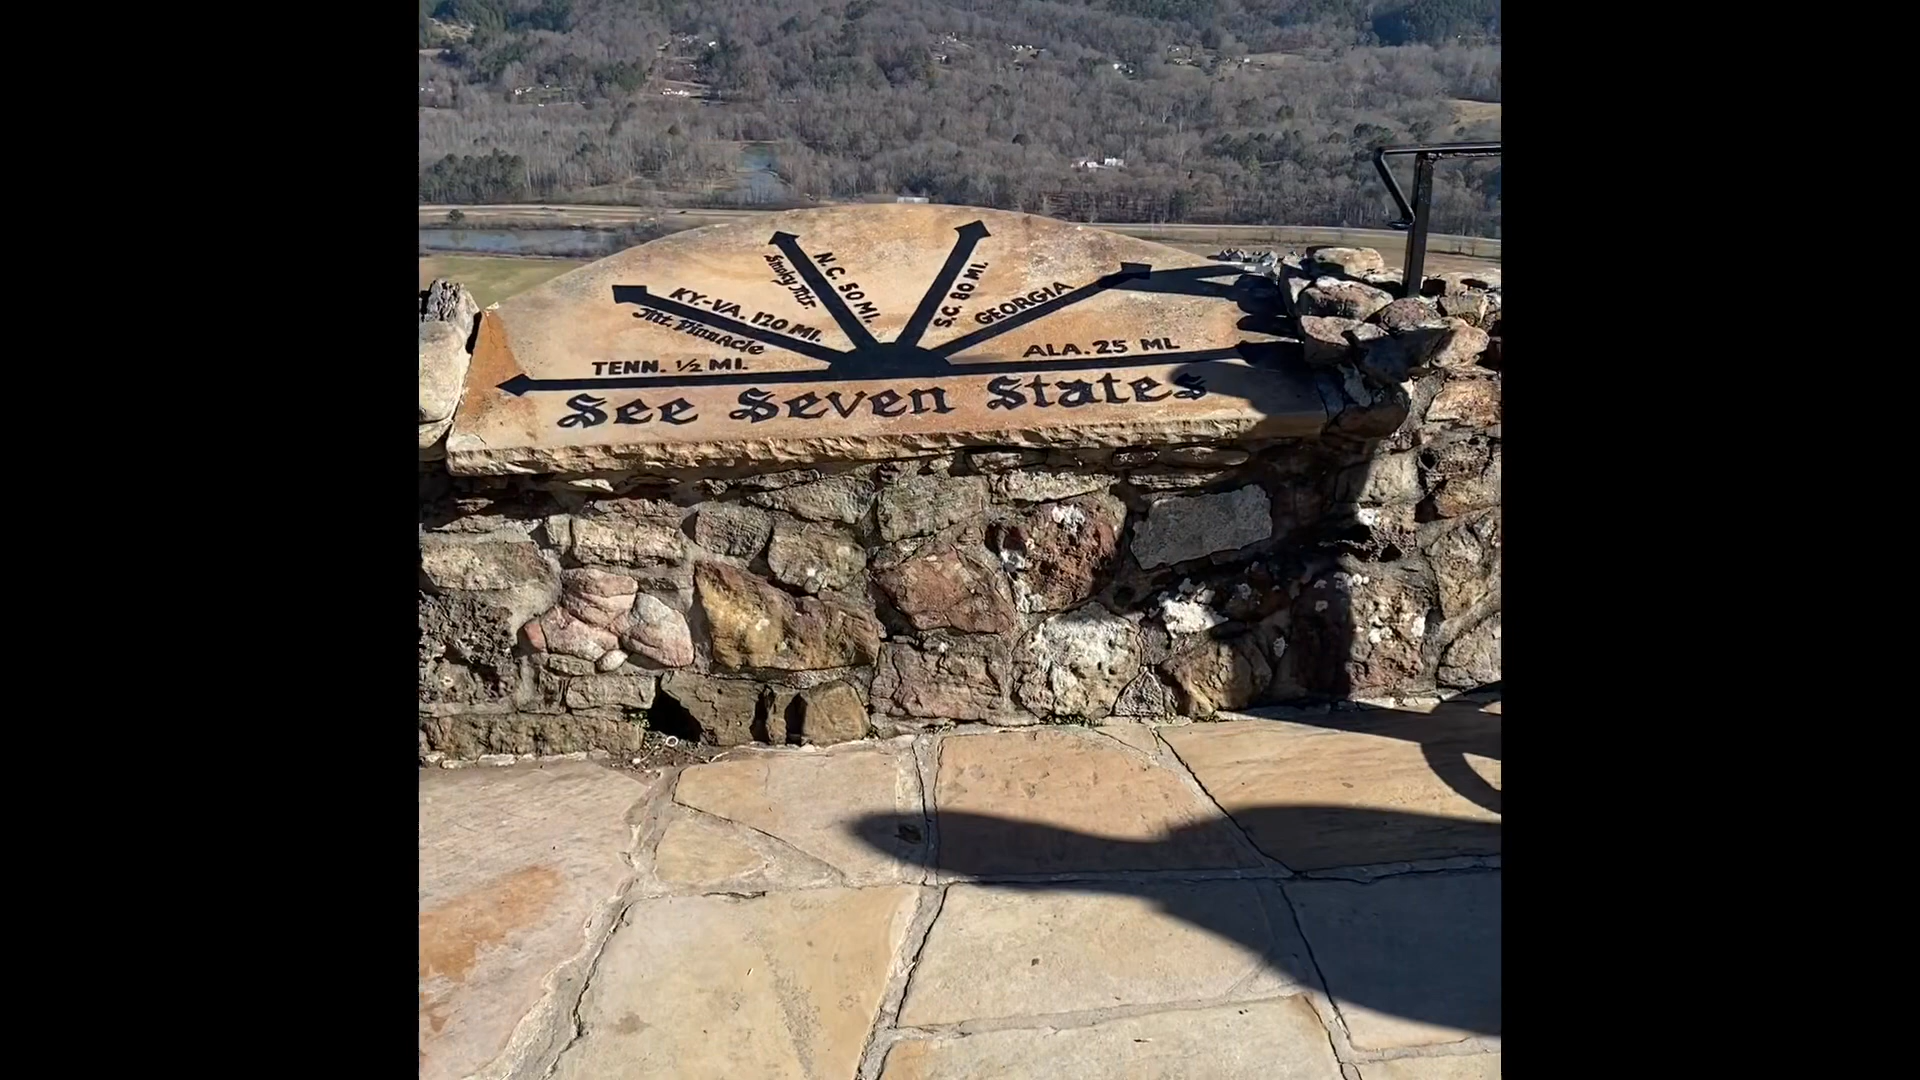 TENN. 1/2 MI.
KY.-VA. 120 MI.
Mt. Pinnacle
N.C. 50 MI.
Smoky Mts.
S.C. 80 MI.
GEORGIA
ALA. 25 MI.
See Seven States